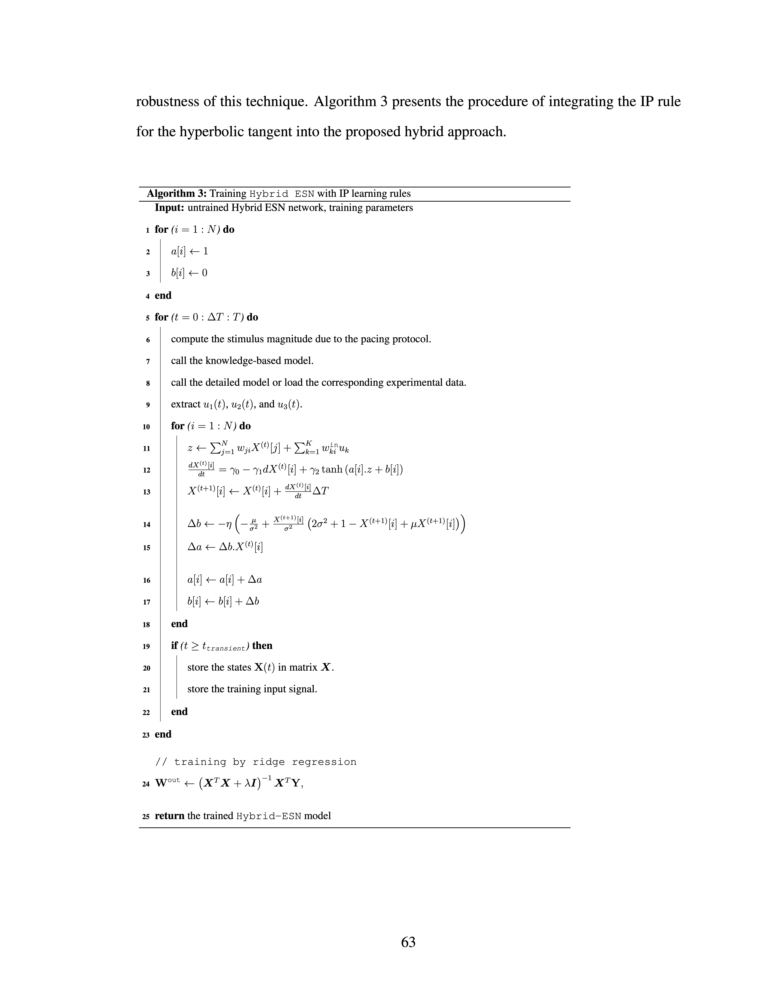 robustness of this technique. Algorithm 3 presents the procedure of integrating the IP rule
for the hyperbolic tangent into the proposed hybrid approach.
Algorithm 3: Training Hybrid ESN with IP learning rules
Input: untrained Hybrid ESN network, training parameters
1 for (i = 1 : N) do
2 a[i] ← 1
3 b[i] ← 0
4 end
5 for (t = 0 : ΔT : T) do
6 compute the stimulus magnitude due to the pacing protocol.
7 call the knowledge-based model.
8 call the detailed model or load the corresponding experimental data.
9 extract u₁(t), u₂(t), and u₃(t).
10 for (i = 1 : N) do
11 z ← ∑_{j=1}^{N} w_{ji}X^{(t)}[j] + ∑_{k=1}^{K} w_{ki}^{in}u_k
12 \frac{dX^{(t)}[i]}{dt} = γ₀ − γ₁dX^{(t)}[i] + γ₂ tanh (a[i].z + b[i])
13 X^{(t+1)}[i] ← X^{(t)}[i] + \frac{dX^{(t)}[i]}{dt}ΔT
14 Δb ← −η (−\frac{μ}{σ²} + \frac{X^{(t+1)}[i]}{σ²} (2σ² + 1 − X^{(t+1)}[i] + μX^{(t+1)}[i]))
15 Δa ← Δb.X^{(t)}[i]
16 a[i] ← a[i] + Δa
17 b[i] ← b[i] + Δb
18 end
19 if (t ≥ t_{transient}) then
20 store the states X(t) in matrix X.
21 store the training input signal.
22 end
23 end
// training by ridge regression
24 W^{out} ← (X^T X + λI)^{−1} X^T Y,
25 return the trained Hybrid-ESN model
63